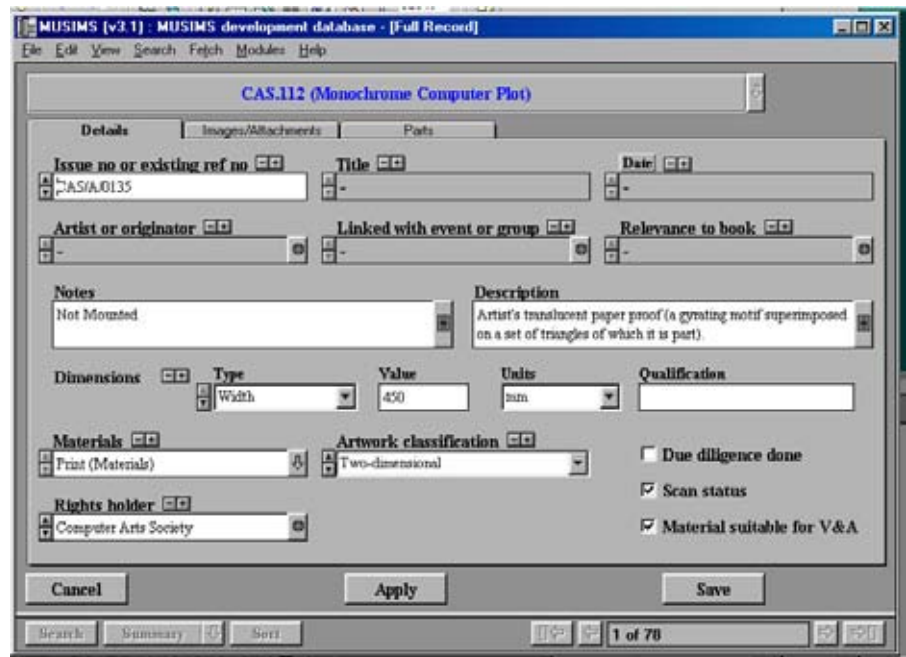 MUSIMS (v3.1) : MUSIMS development database - [Full Record]
File Edit View Search Fetch Modules Help
CAS.112 (Monochrome Computer Plot)
Details Images/Attachments Parts
Issue no or existing ref no Title Date
CAS/A/0135 - -
Artist or originator Linked with event or group Relevance to book
- - -
Notes Description
Not Mounted Artist's translucent paper proof (a gyrating motif superimposed
on a set of triangles of which it is part).
Dimensions Type Value Units Qualification
Width 450 mm
Materials Artwork classification
Print (Materials) Two-dimensional Due diligence done
Scan status
Rights holder
Computer Arts Society Material suitable for V&A
Cancel Apply Save
Search Summary Sort 1 of 78